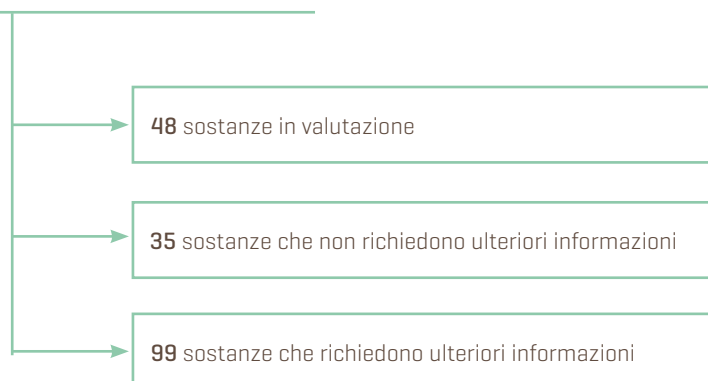 48 sostanze in valutazione
35 sostanze che non richiedono ulteriori informazioni
99 sostanze che richiedono ulteriori informazioni